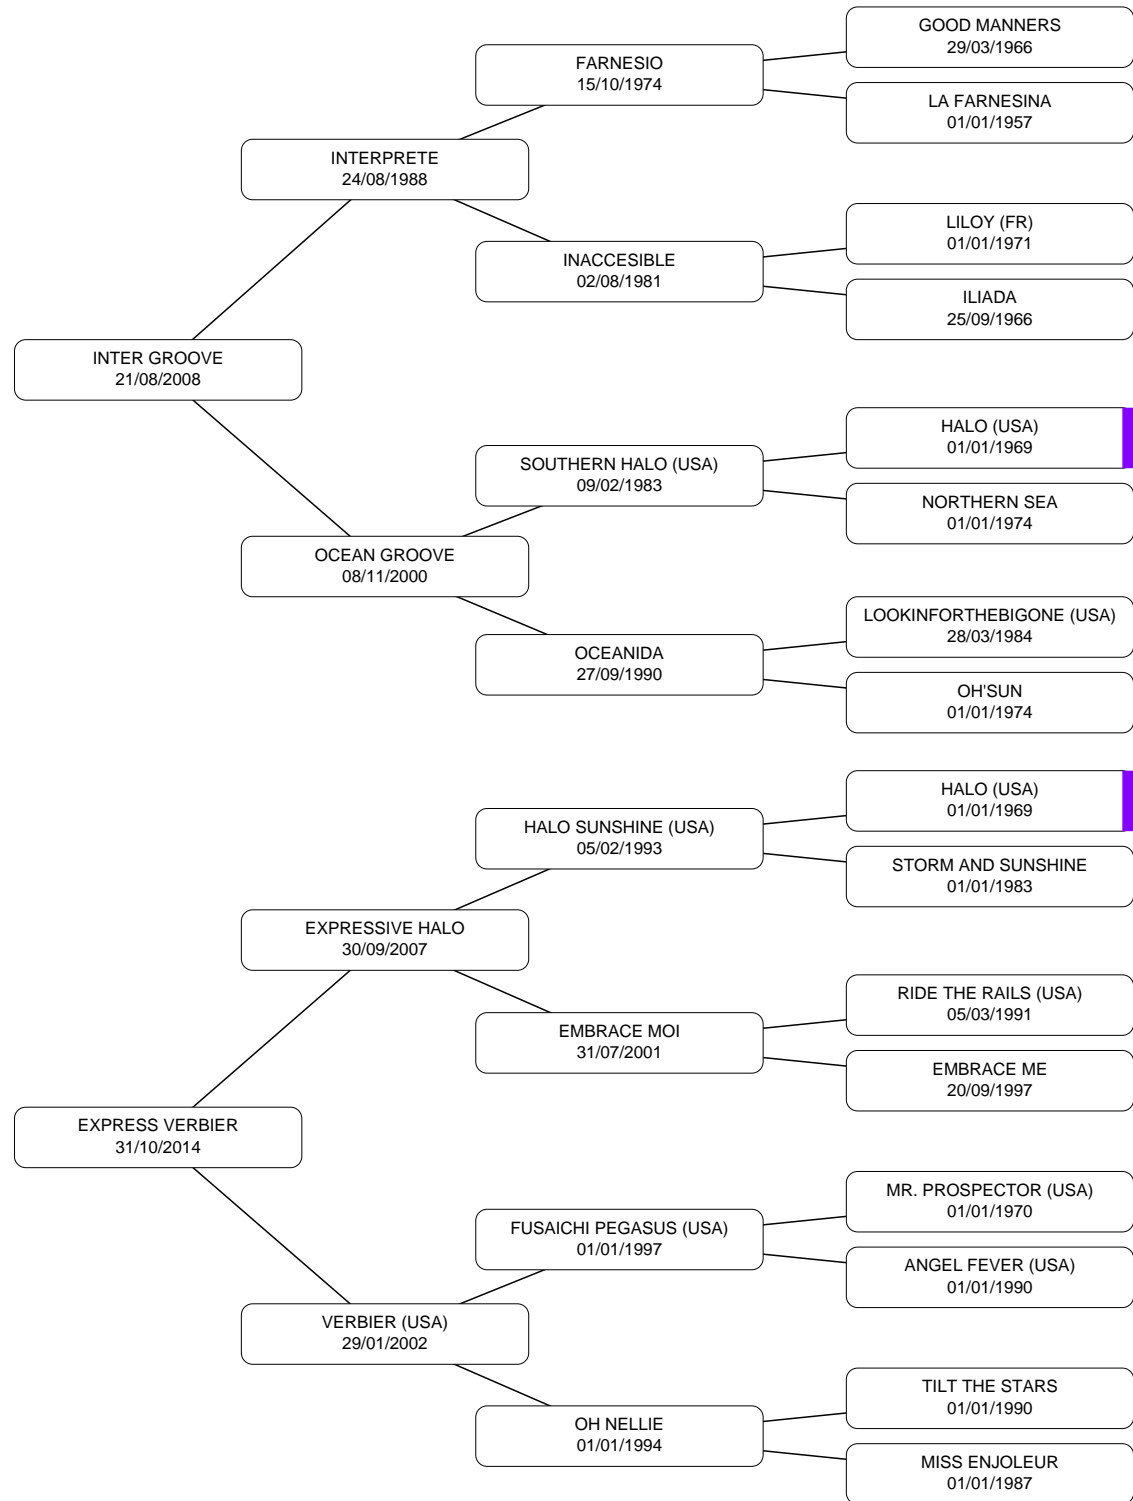 GOOD MANNERS
29/03/1966
FARNESIO
15/10/1974
LA FARNESINA
01/01/1957
INTERPRETE
24/08/1988
LILOY (FR)
01/01/1971
INACCESIBLE
02/08/1981
ILIADA
25/09/1966
INTER GROOVE
21/08/2008
HALO (USA)
01/01/1969
SOUTHERN HALO (USA)
09/02/1983
NORTHERN SEA
01/01/1974
OCEAN GROOVE
08/11/2000
LOOKINFORTHEBIGONE (USA)
28/03/1984
OCEANIDA
27/09/1990
OH'SUN
01/01/1974
HALO (USA)
01/01/1969
HALO SUNSHINE (USA)
05/02/1993
STORM AND SUNSHINE
01/01/1983
EXPRESSIVE HALO
30/09/2007
RIDE THE RAILS (USA)
05/03/1991
EMBRACE MOI
31/07/2001
EMBRACE ME
20/09/1997
EXPRESS VERBIER
31/10/2014
MR. PROSPECTOR (USA)
01/01/1970
FUSAICHI PEGASUS (USA)
01/01/1997
ANGEL FEVER (USA)
01/01/1990
VERBIER (USA)
29/01/2002
TILT THE STARS
01/01/1990
OH NELLIE
01/01/1994
MISS ENJOLEUR
01/01/1987